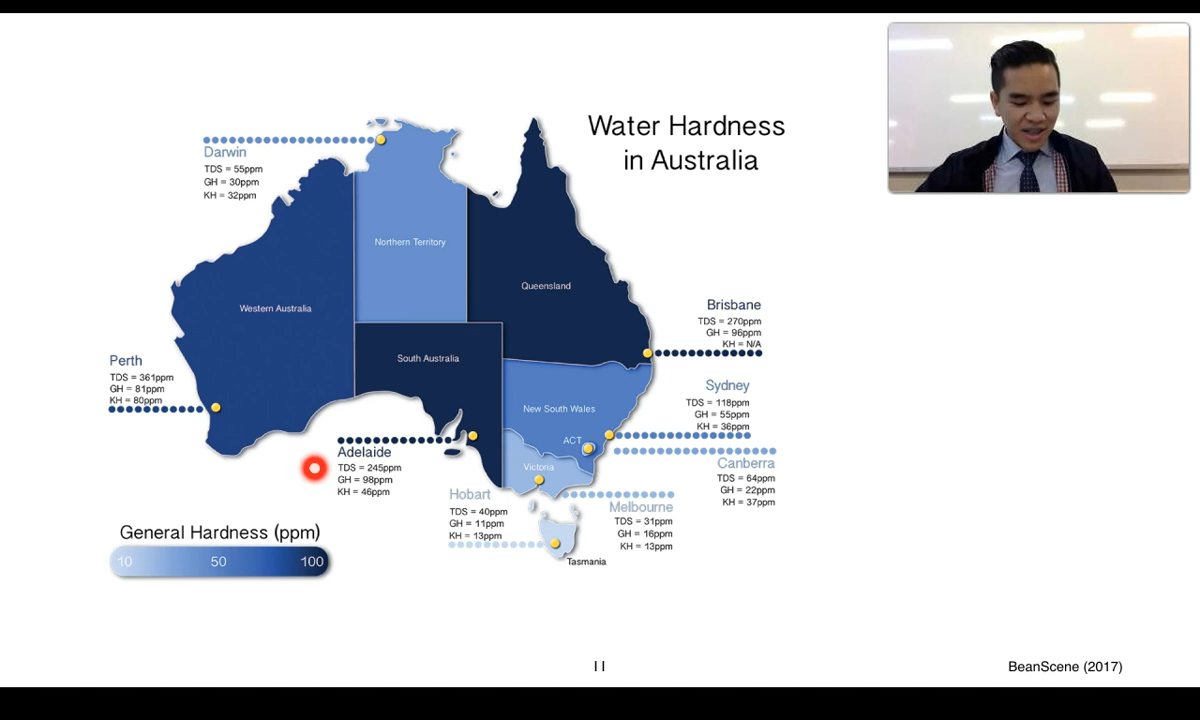 Water Hardness
in Australia
Darwin
TDS = 55ppm
GH = 30ppm
KH = 32ppm
Northern Territory
Queensland
Western Australia
South Australia
Brisbane
TDS = 270ppm
GH = 96ppm
KH = N/A
Perth
TDS = 361ppm
GH = 81ppm
KH = 80ppm
Sydney
TDS = 118ppm
GH = 55ppm
KH = 36ppm
New South Wales
ACT
Adelaide
TDS = 245ppm
GH = 98ppm
KH = 46ppm
Victoria
Canberra
TDS = 64ppm
GH = 22ppm
KH = 37ppm
Hobart
TDS = 40ppm
GH = 11ppm
KH = 13ppm
Melbourne
TDS = 31ppm
GH = 16ppm
KH = 13ppm
Tasmania
General Hardness (ppm)
10 50 100
11
BeanScene (2017)